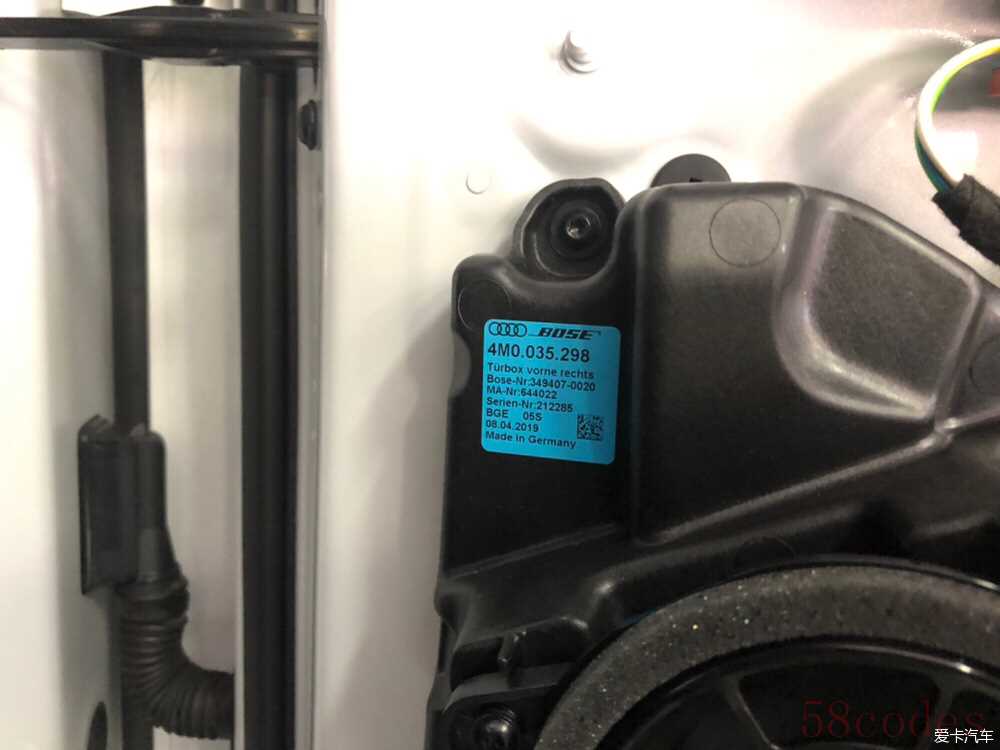 BOSE
4M0.035.298
Türbox vorne rechts
Bose-Nr:349407-0020
MA-Nr:644022
Serien-Nr:212285
BGE 05S
08.04.2019
Made in Germany
58codes
爱卡汽车